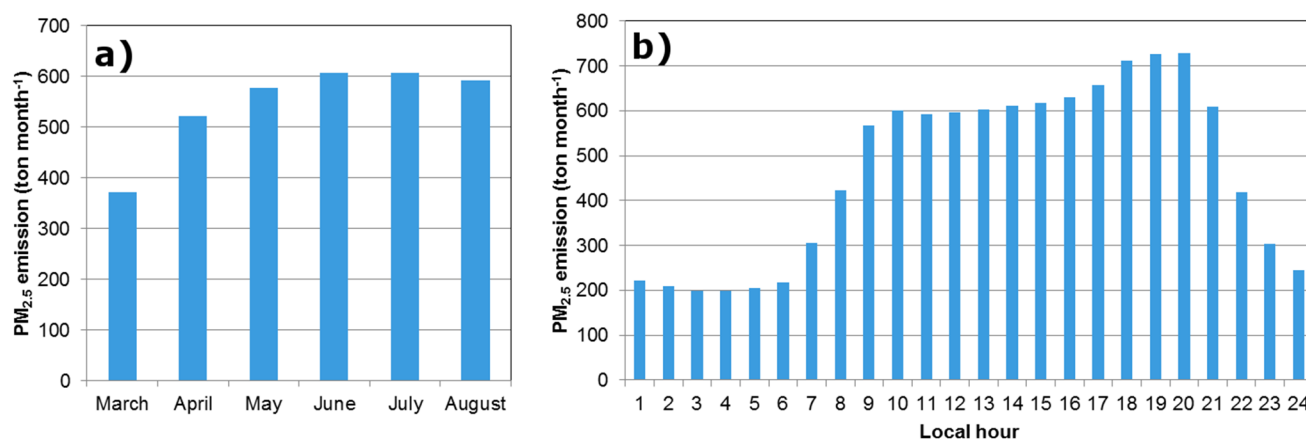 a)
PM2.5 emission (ton month-1)
700
600
500
400
300
200
100
0
March April May June July August
b)
PM2.5 emission (ton month-1)
800
700
600
500
400
300
200
100
0
1 2 3 4 5 6 7 8 9 10 11 12 13 14 15 16 17 18 19 20 21 22 23 24
Local hour